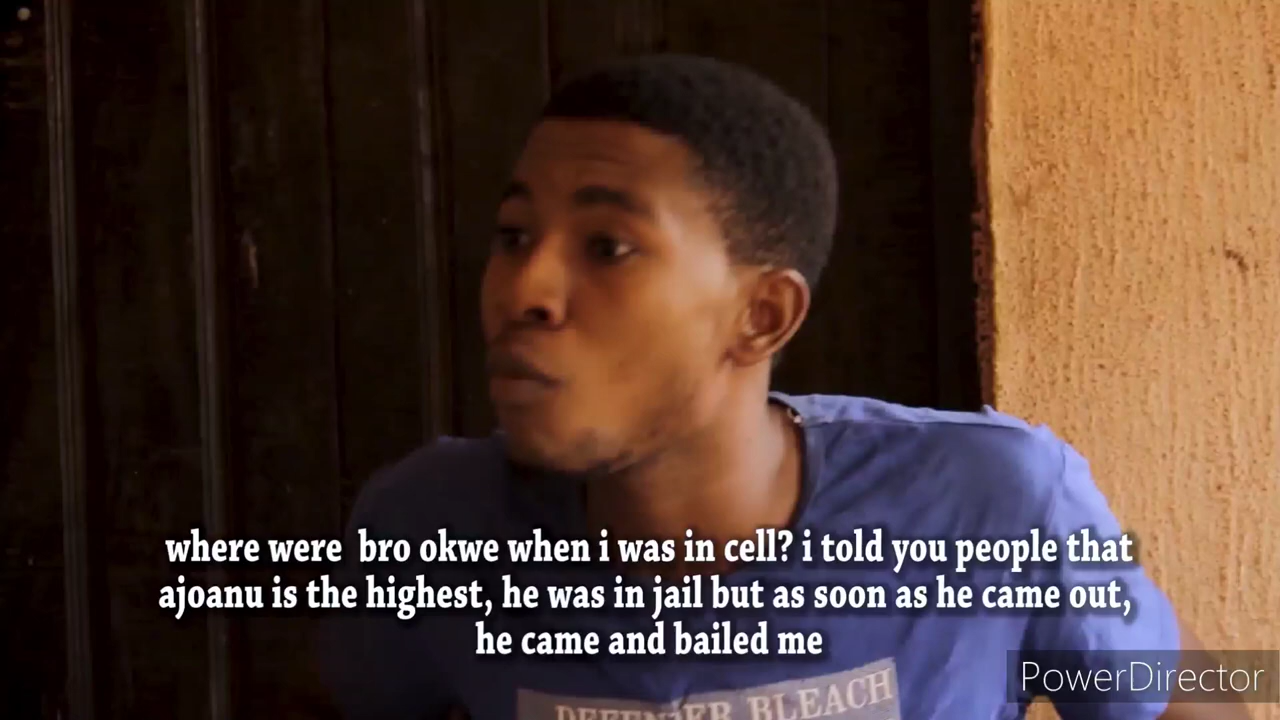 where were bro okwe when i was in cell? i told you people that
ajoanu is the highest, he was in jail but as soon as he came out,
he came and bailed me
DEFENDER BLEACH
PowerDirector